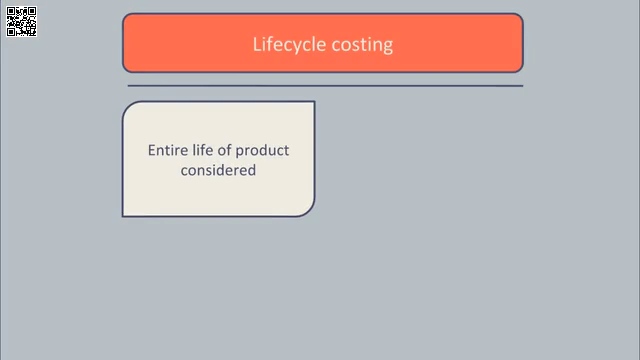 Lifecycle costing
Entire life of product
considered